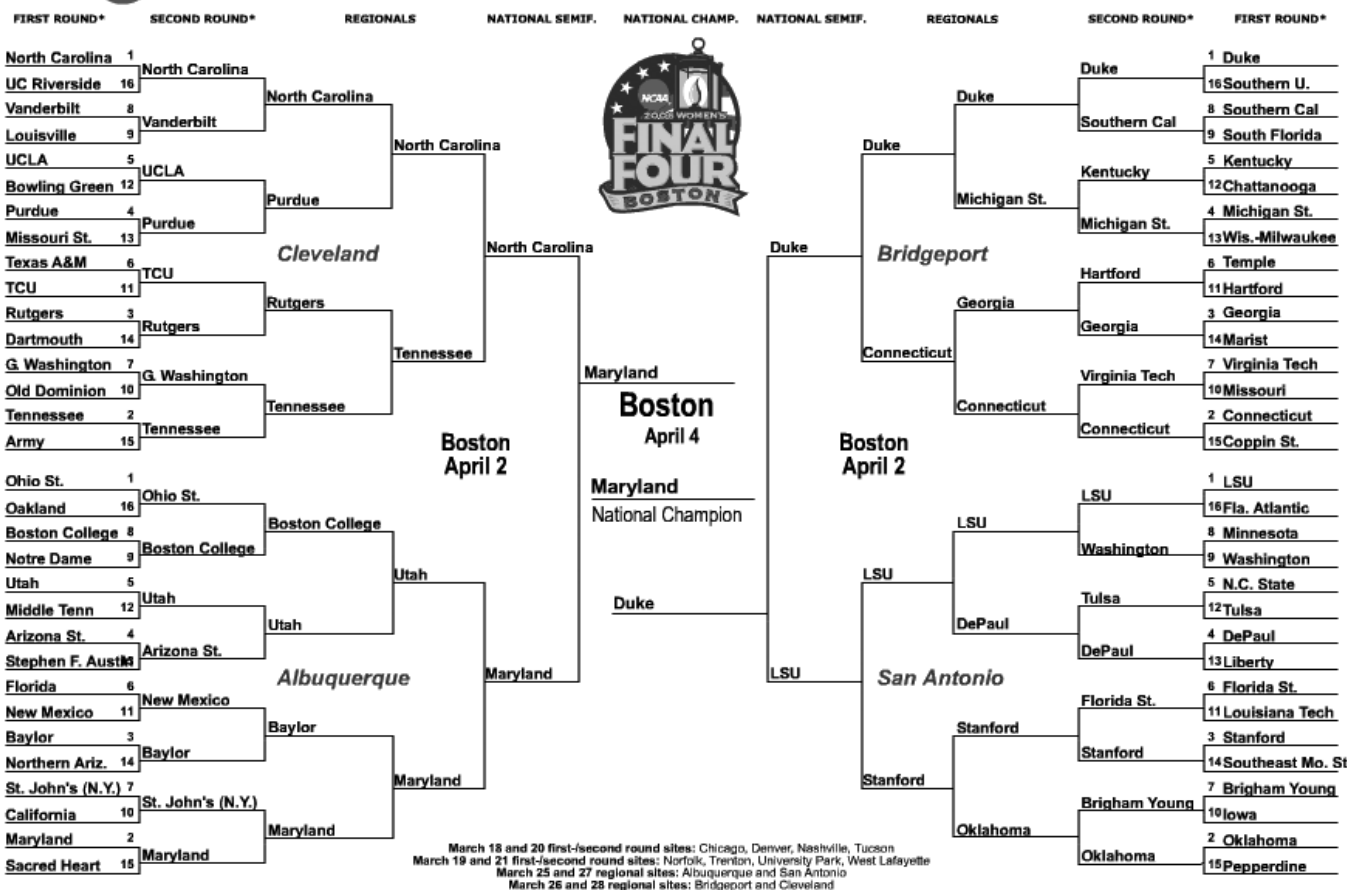 FIRST ROUND* SECOND ROUND* REGIONALS NATIONAL SEMIF. NATIONAL CHAMP. NATIONAL SEMIF. REGIONALS SECOND ROUND* FIRST ROUND*
North Carolina 1
UC Riverside 16
Vanderbilt 8
Louisville 9
UCLA 5
Bowling Green 12
Purdue 4
Missouri St. 13
Texas A&M 6
TCU 11
Rutgers 3
Dartmouth 14
G. Washington 7
Old Dominion 10
Tennessee 2
Army 15
Ohio St. 1
Oakland 16
Boston College 8
Notre Dame 9
Utah 5
Middle Tenn 12
Arizona St. 4
Stephen F. Austin
Florida 6
New Mexico 11
Baylor 3
Northern Ariz. 14
St. John's (N.Y.) 7
California 10
Maryland 2
Sacred Heart 15
North Carolina
Vanderbilt
UCLA
Purdue
TCU
Rutgers
G. Washington
Tennessee
Ohio St.
Boston College
Utah
Arizona St.
New Mexico
Baylor
St. John's (N.Y.)
Maryland
North Carolina
Purdue
Cleveland
Rutgers
Tennessee
Boston College
Utah
Albuquerque
Baylor
Maryland
North Carolina
Tennessee
Utah
Maryland
North Carolina
Boston
April 2
Maryland
NCAA
2006 WOMEN'S
FINAL
FOUR
BOSTON
Maryland
Boston
April 4
Maryland
National Champion
Duke
Duke
Boston
April 2
LSU
Duke
Connecticut
LSU
Stanford
Duke
Michigan St.
Bridgeport
Georgia
Connecticut
LSU
DePaul
San Antonio
Stanford
Oklahoma
Duke
Southern Cal
Kentucky
Michigan St.
Hartford
Georgia
Virginia Tech
Connecticut
LSU
Washington
Tulsa
DePaul
Florida St.
Stanford
Brigham Young
Oklahoma
1 Duke
16 Southern U.
8 Southern Cal
9 South Florida
5 Kentucky
12 Chattanooga
4 Michigan St.
13 Wis.-Milwaukee
6 Temple
11 Hartford
3 Georgia
14 Marist
7 Virginia Tech
10 Missouri
2 Connecticut
15 Coppin St.
1 LSU
16 Fla. Atlantic
8 Minnesota
9 Washington
5 N.C. State
12 Tulsa
4 DePaul
13 Liberty
6 Florida St.
11 Louisiana Tech
3 Stanford
14 Southeast Mo. St
7 Brigham Young
10 Iowa
2 Oklahoma
15 Pepperdine
March 18 and 20 first-/second round sites: Chicago, Denver, Nashville, Tucson
March 19 and 21 first-/second round sites: Norfolk, Trenton, University Park, West Lafayette
March 25 and 27 regional sites: Albuquerque and San Antonio
March 26 and 28 regional sites: Bridgeport and Cleveland